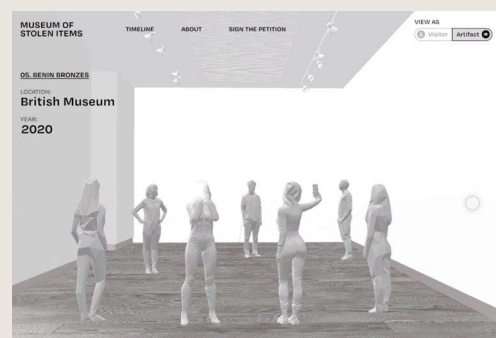 MUSEUM OF
STOLEN ITEMS
TIMELINE
ABOUT
SIGN THE PETITION
VIEW AS
Visitor
Artifact
05. BENIN BRONZES
LOCATION:
British Museum
YEAR:
2020